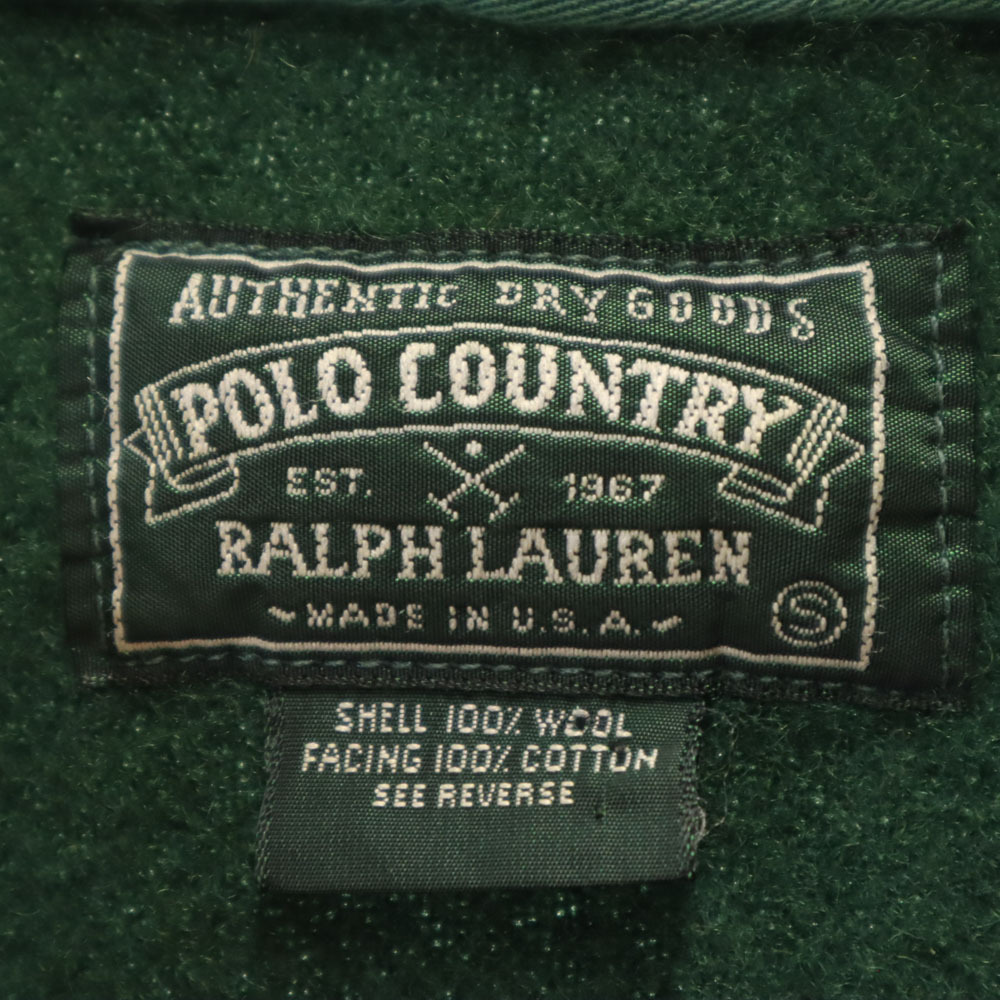 AUTHENTIC DRY GOODS
POLO COUNTRY
EST. 1967
RALPH LAUREN
~MADE IN U.S.A.~
S
SHELL 100% WOOL
FACING 100% COTTON
SEE REVERSE